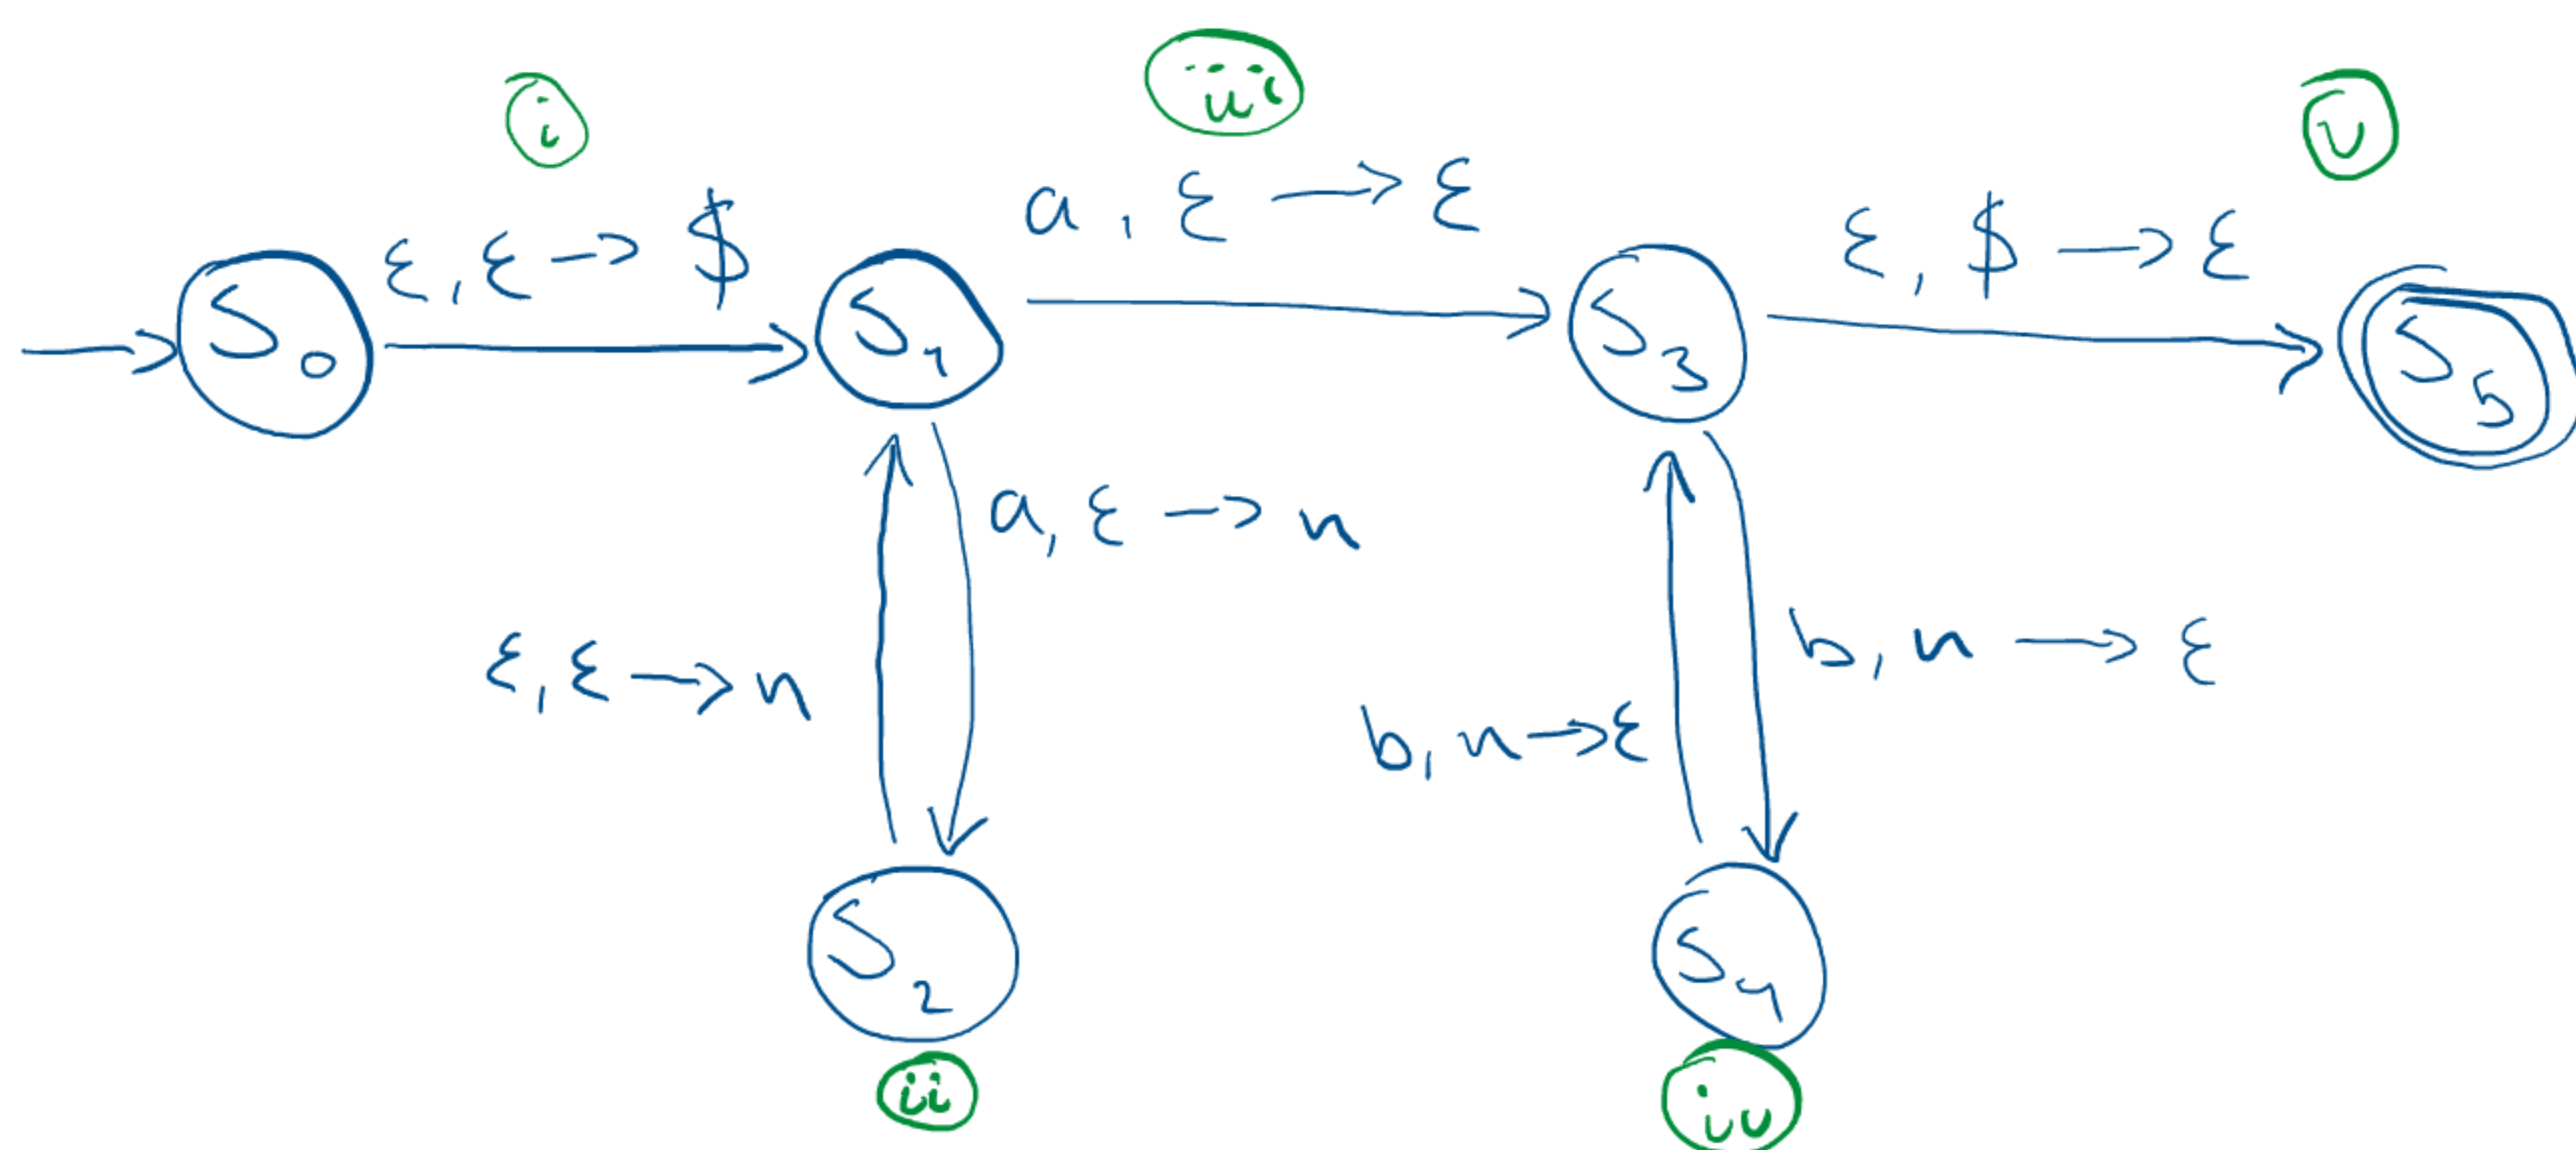 i
iii
v
ε, ε → $
a, ε → ε
ε, $ → ε
S0
S1
S3
S5
a, ε → n
ε, ε → n
b, n → ε
b, n → ε
S2
S4
ii
iv